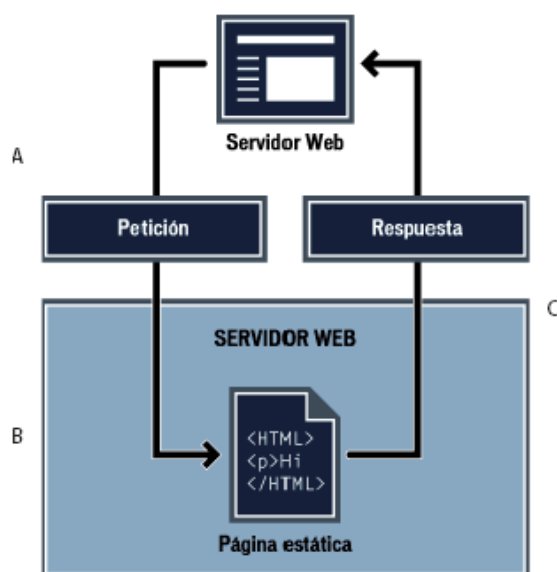 Servidor Web
A
Petición
Respuesta
C
SERVIDOR WEB
B
<HTML>
<p>Hi
</HTML>
Página estática